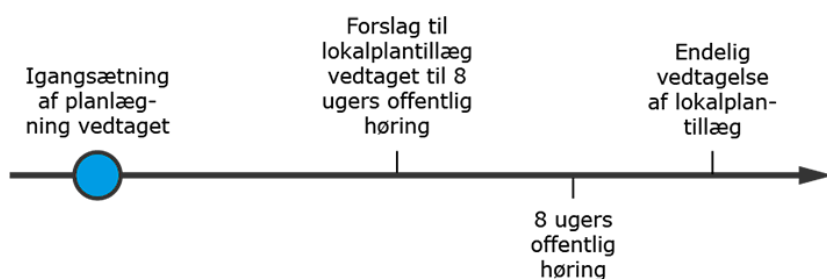 Igangsætning
af planlæg-
ning vedtaget
Forslag til
lokalplantillæg
vedtaget til 8
ugers offentlig
høring
8 ugers
offentlig
høring
Endelig
vedtagelse
af lokalplan-
tillæg